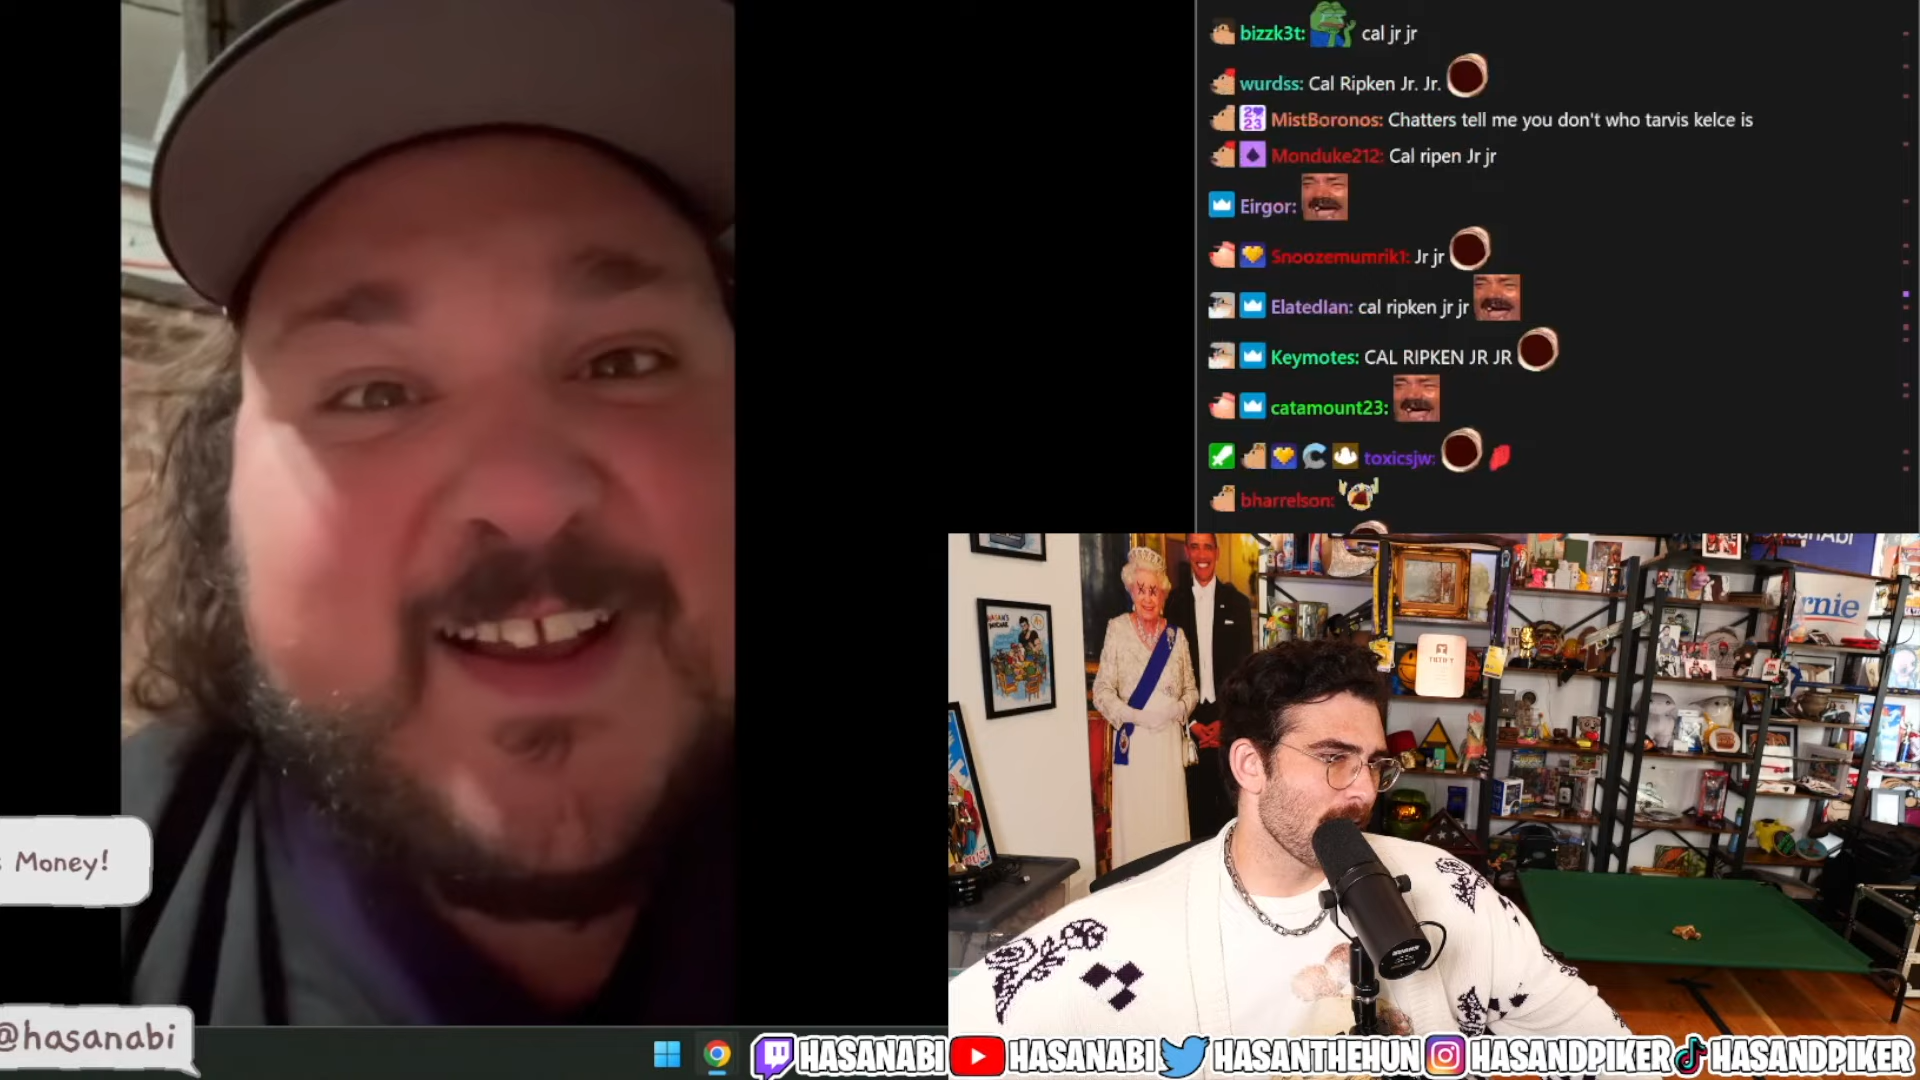 bizzk3t: cal jr jr
wurdss: Cal Ripken Jr. Jr.
MistBoronos: Chatters tell me you don't who tarvis kelce is
Monduke212: Cal ripen Jr jr
Eirgor:
Snoozemumrik1: Jr jr
ElatedIan: cal ripken jr jr
Keymotes: CAL RIPKEN JR JR
catamount23:
toxicsjw:
bharrelson:
rnie
Money!
@hasanabi
HASANABI HASANABI HASANTHEHUN HASANDPIKER HASANDPIKER